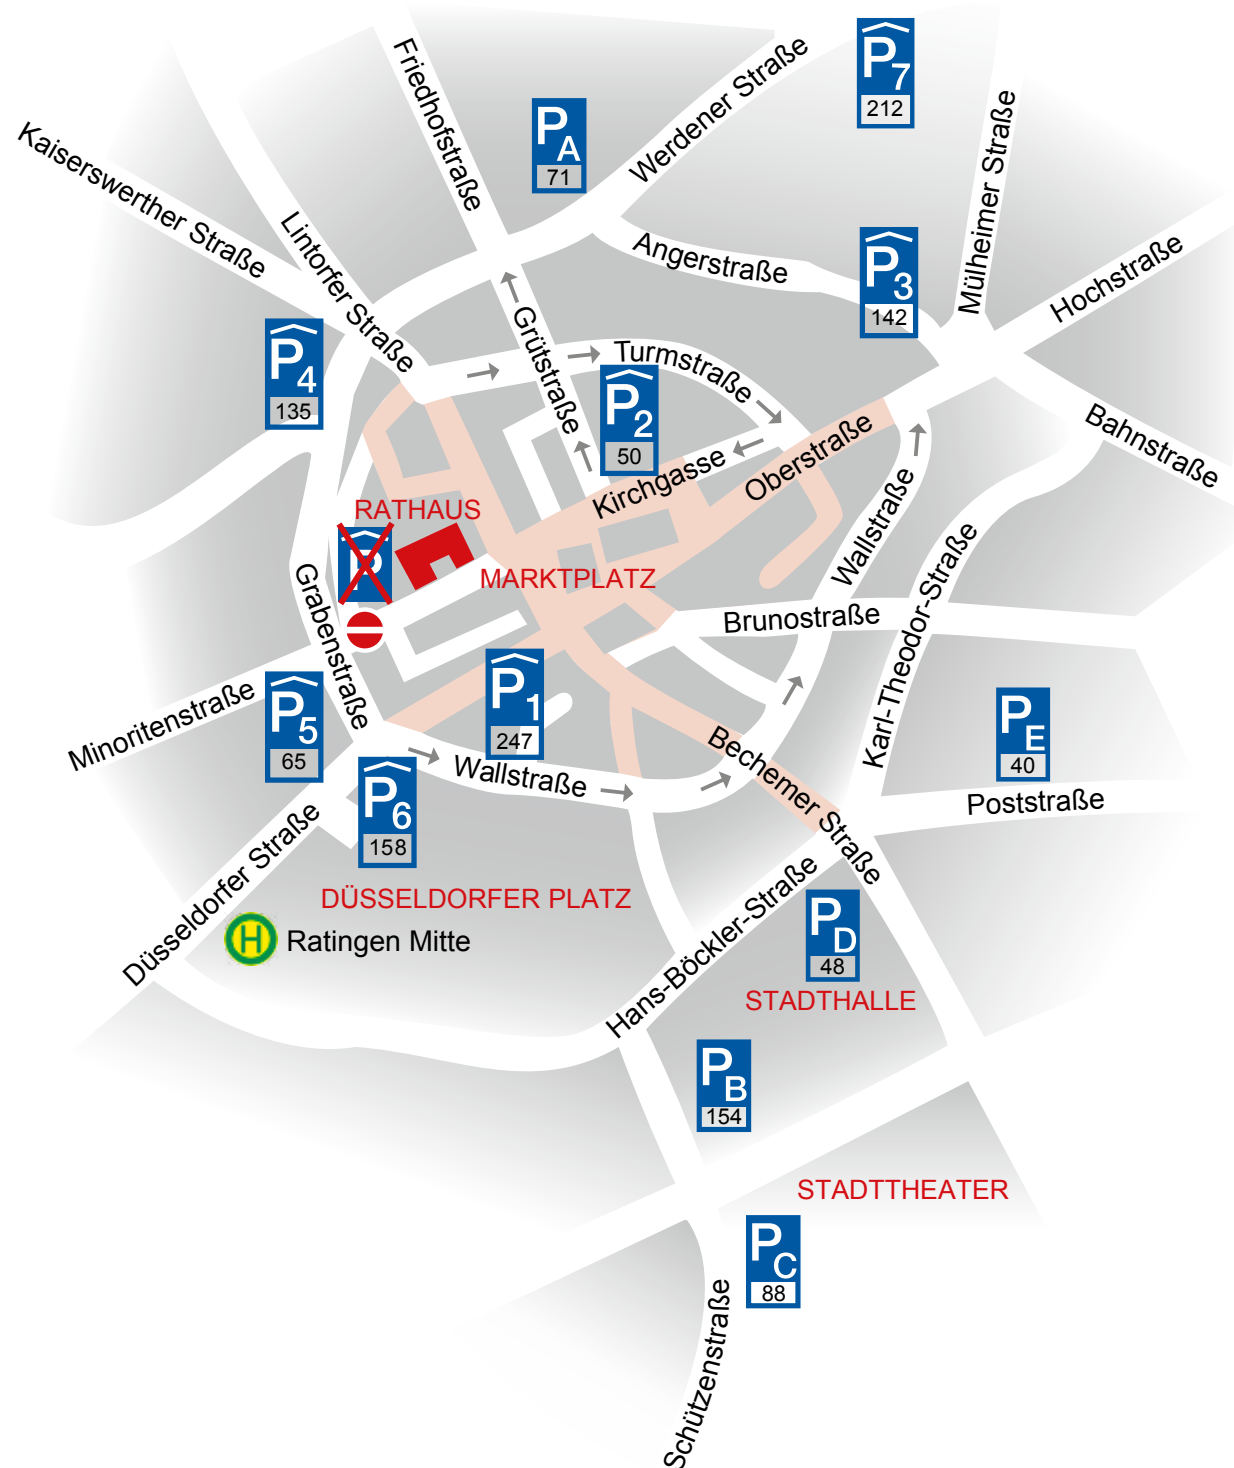 Friedhofstraße
Werdener Straße
P7
212
PA
71
Kaiserswerther Straße
Lintorfer Straße
Angerstraße
P3
142
Mülheimer Straße
Hochstraße
P4
135
Grütstraße
Turmstraße
P2
50
Kirchgasse
Oberstraße
Bahnstraße
RATHAUS
P
MARKTPLATZ
Wallstraße
Karl-Theodor-Straße
Grabenstraße
Brunostraße
Minoritenstraße
P5
65
P1
247
PE
40
Wallstraße
Bechemer Straße
Poststraße
P6
158
Düsseldorfer Straße
DÜSSELDORFER PLATZ
H
Ratingen Mitte
Hans-Böckler-Straße
PD
48
STADTHALLE
PB
154
STADTTHEATER
PC
88
Schützenstraße